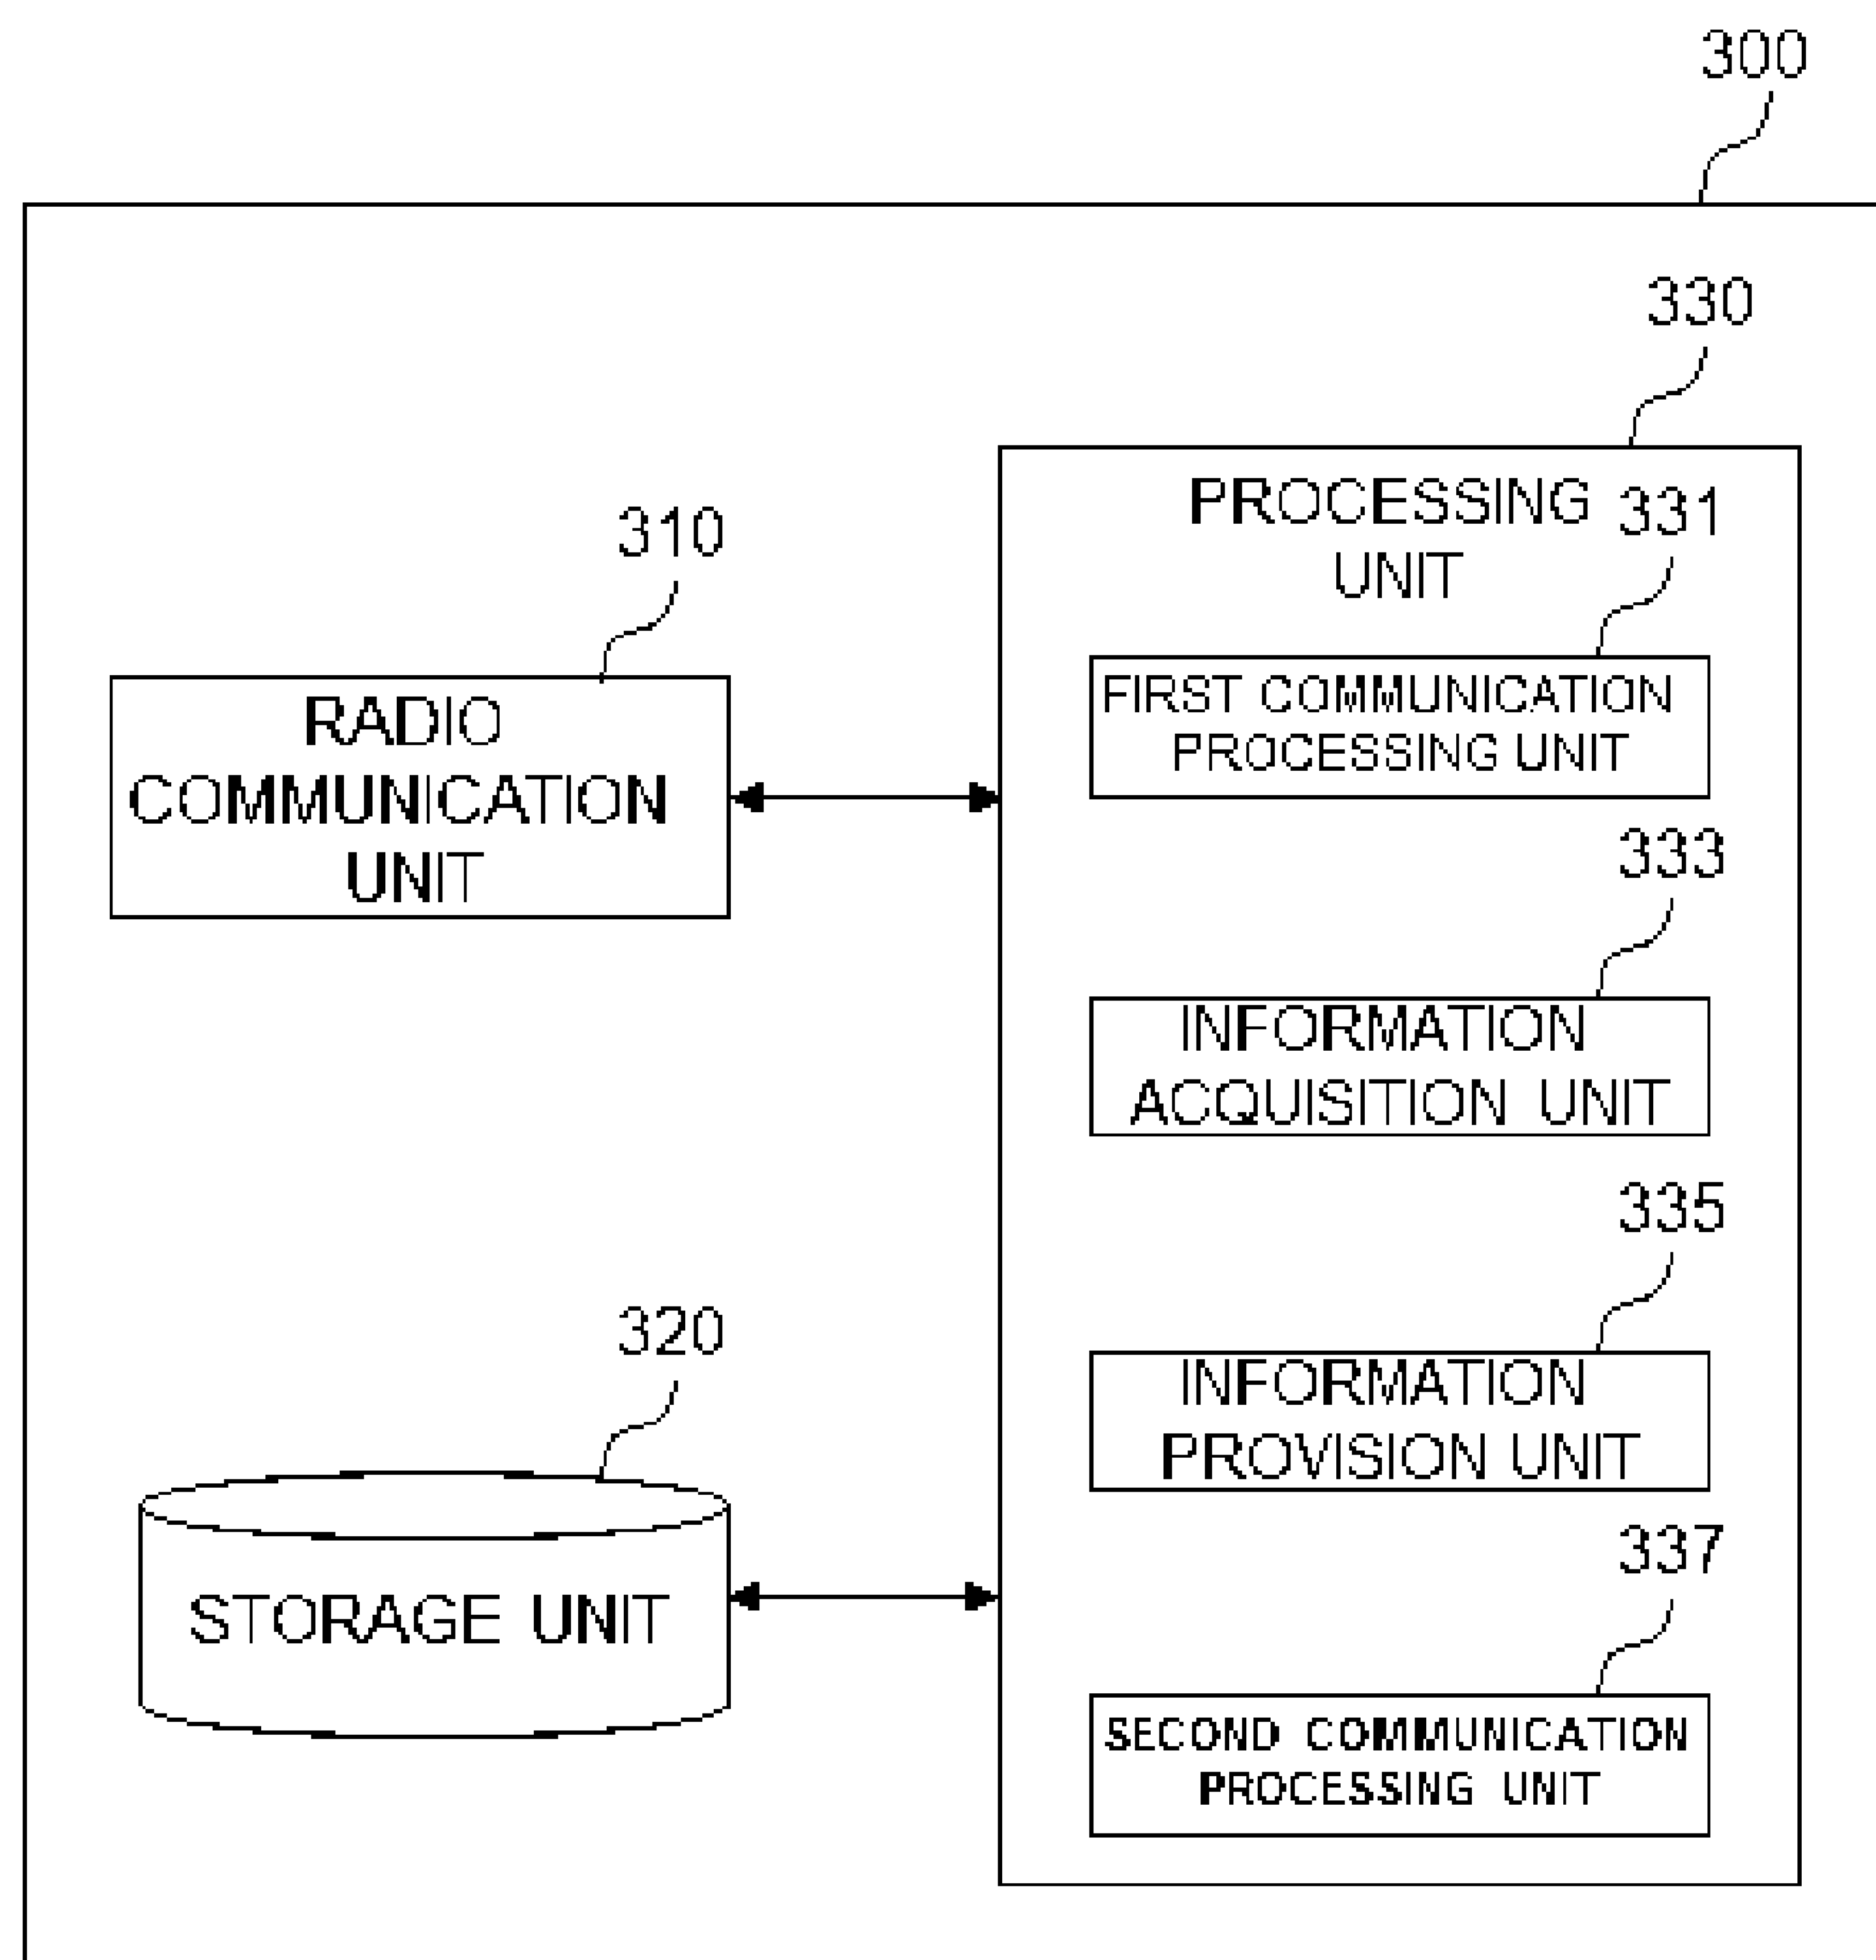 300
330
PROCESSING
UNIT
331
FIRST COMMUNICATION
PROCESSING UNIT
310
RADIO
COMMUNICATION
UNIT
333
INFORMATION
ACQUISITION UNIT
335
INFORMATION
PROVISION UNIT
320
STORAGE UNIT
337
SECOND COMMUNICATION
PROCESSING UNIT